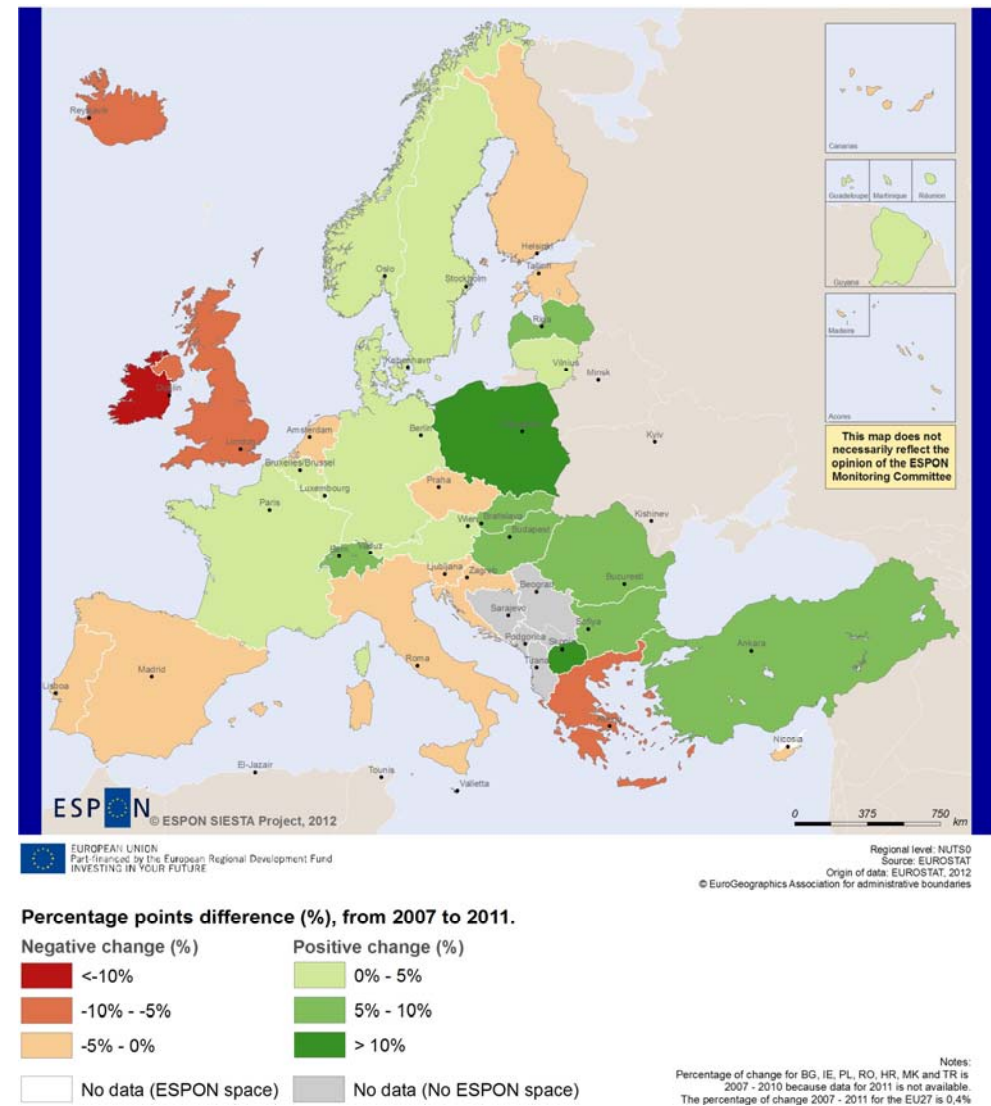 Reykjavik
Canarias
Guadeloupe
Martinique
Réunion
Guyane
Madeira
Acores
This map does not
necessarily reflect the
opinion of the ESPON
Monitoring Committee
Helsinki
Tallinn
Oslo
Stockholm
Riga
København
Vilnius
Minsk
Dublin
Amsterdam
Berlin
London
Kyiv
Bruxelles/Brussel
Praha
Luxembourg
Paris
Wien
Bratislava
Kishinev
Budapest
Bern
Vaduz
Ljubljana
Zagreb
Bucuresti
Beograd
Sarajevo
Sofiya
Podgorica
Skopje
Ankara
Roma
Tirana
Madrid
Lisboa
Nicosia
El-Jazair
Tounis
Valletta
ESPON © ESPON SIESTA Project, 2012
0 375 750
km
EUROPEAN UNION
Part-financed by the European Regional Development Fund
INVESTING IN YOUR FUTURE
Regional level: NUTS0
Source: EUROSTAT
Origin of data: EUROSTAT, 2012
© EuroGeographics Association for administrative boundaries
Percentage points difference (%), from 2007 to 2011.
Negative change (%) Positive change (%)
<-10% 0% - 5%
-10% - -5% 5% - 10%
-5% - 0% > 10%
No data (ESPON space) No data (No ESPON space)
Notes:
Percentage of change for BG, IE, PL, RO, HR, MK and TR is
2007 - 2010 because data for 2011 is not available.
The percentage of change 2007 - 2011 for the EU27 is 0,4%